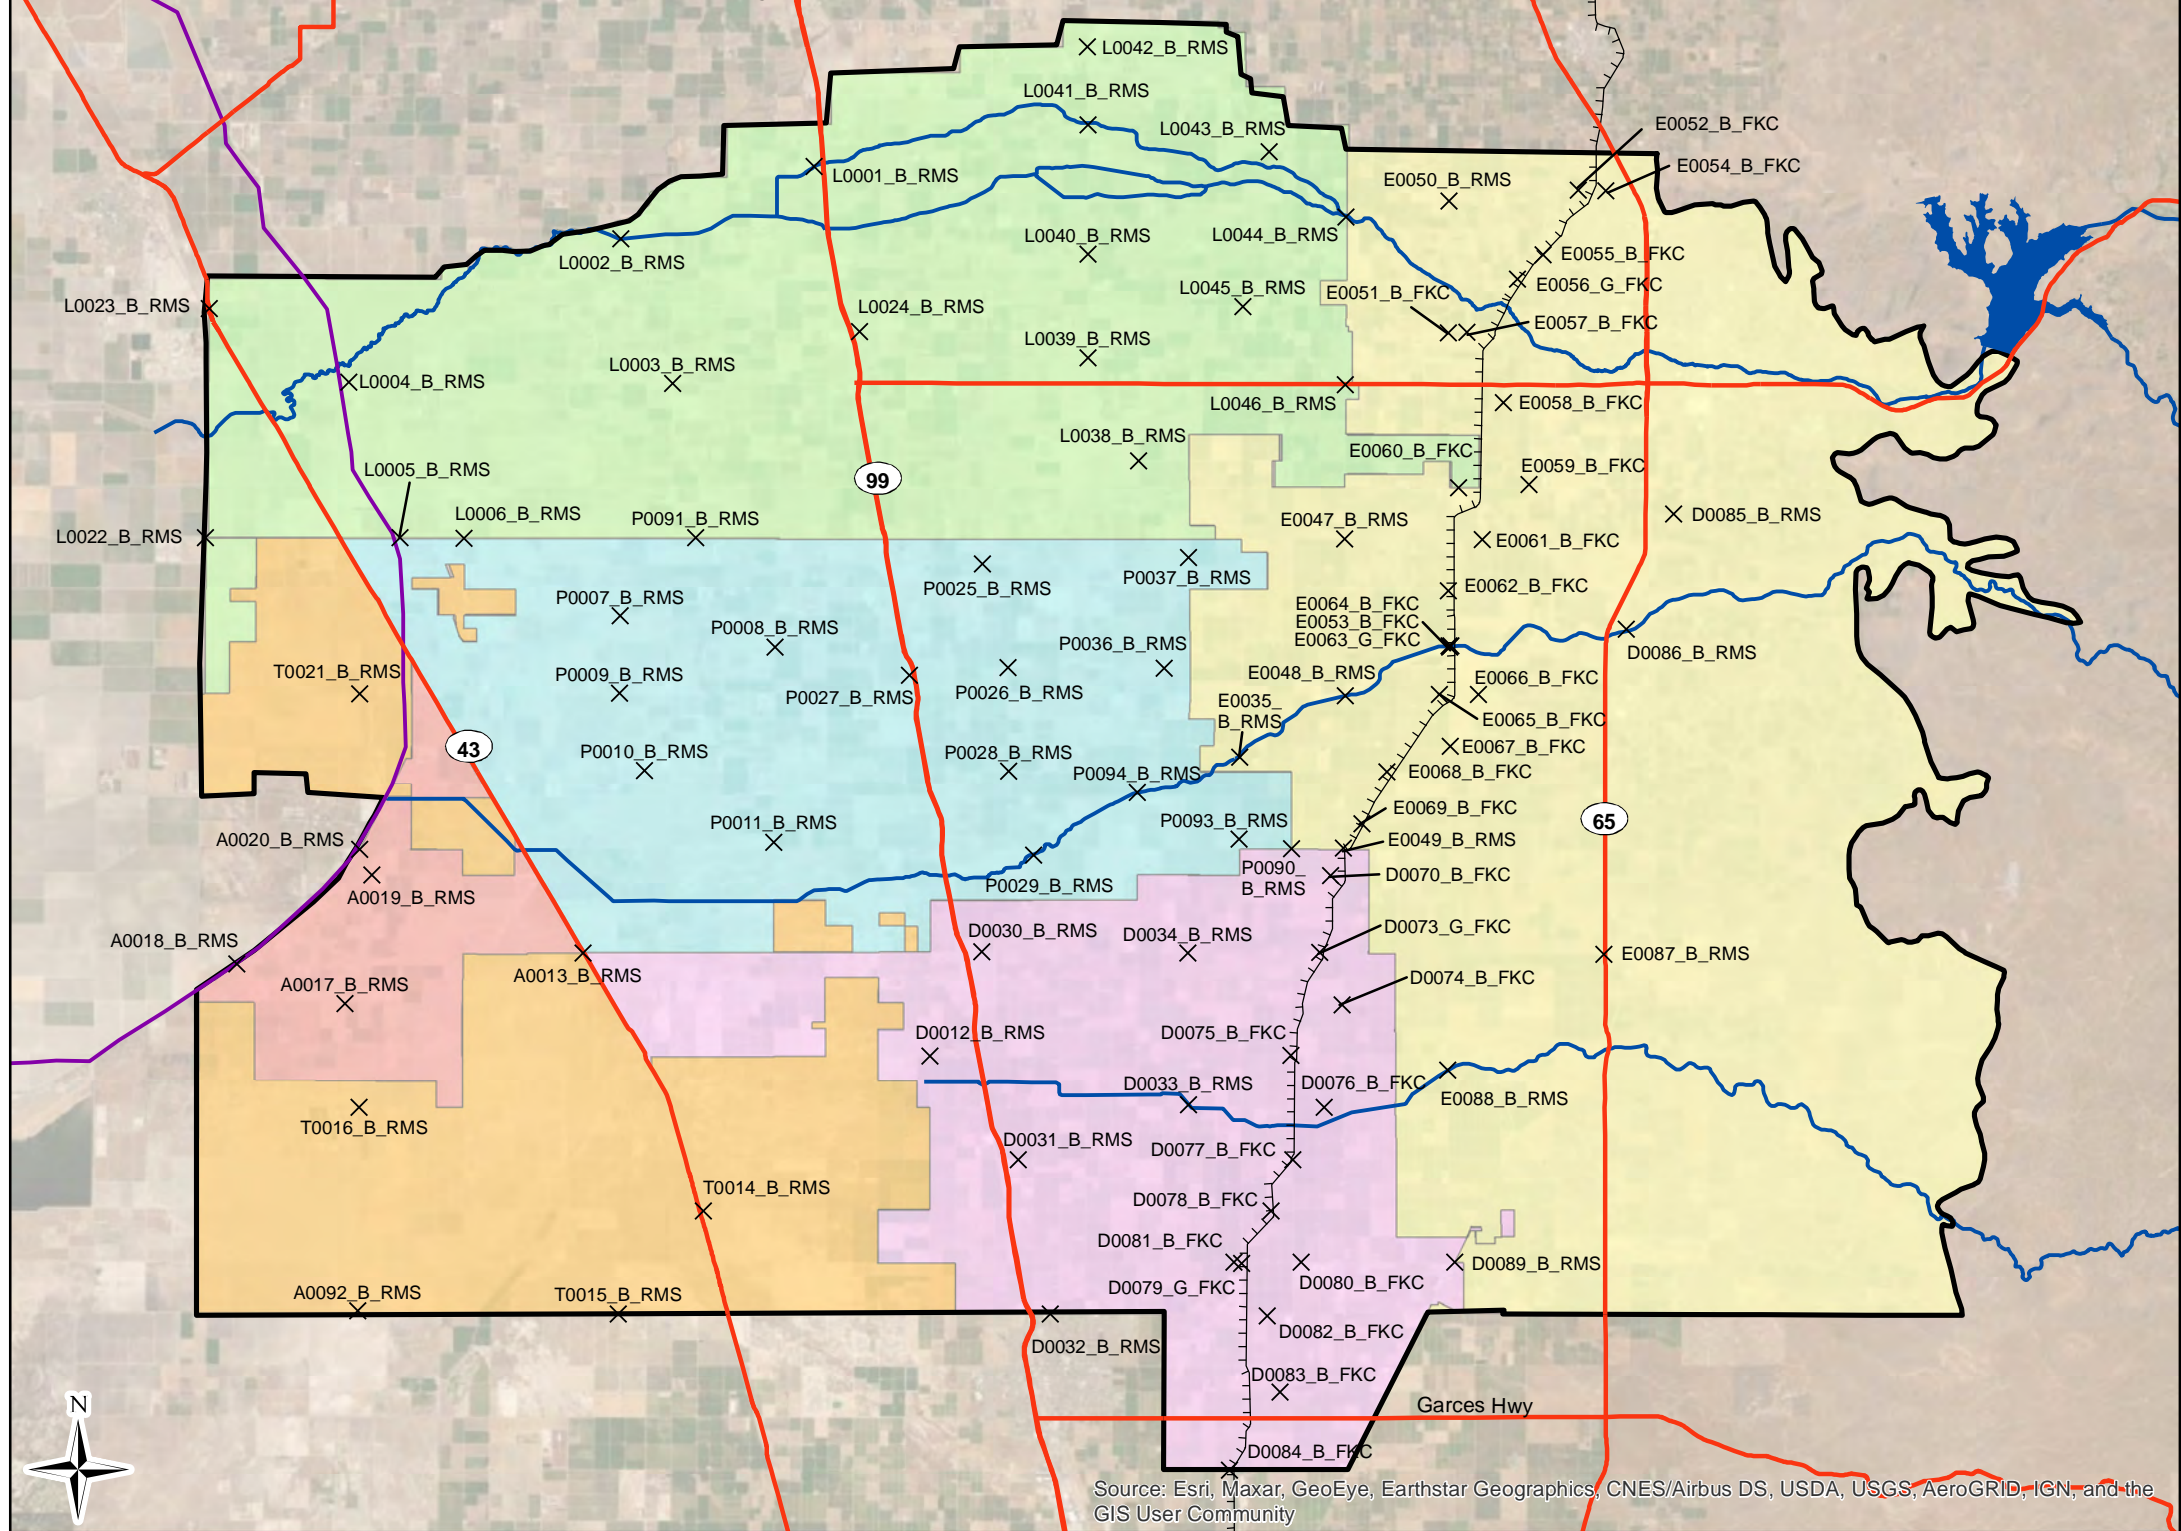 L0042_B_RMS
L0041_B_RMS
L0043_B_RMS
E0052_B_FKC
E0054_B_FKC
L0001_B_RMS
E0050_B_RMS
L0040_B_RMS
L0044_B_RMS
L0002_B_RMS
E0055_B_FKC
E0056_G_FKC
L0045_B_RMS
E0051_B_FKC
L0023_B_RMS
L0024_B_RMS
E0057_B_FKC
L0039_B_RMS
L0003_B_RMS
L0004_B_RMS
L0046_B_RMS
E0058_B_FKC
L0038_B_RMS
E0060_B_FKC
L0005_B_RMS
99
E0059_B_FKC
L0006_B_RMS
P0091_B_RMS
E0047_B_RMS
D0085_B_RMS
L0022_B_RMS
E0061_B_FKC
P0025_B_RMS
P0037_B_RMS
E0062_B_FKC
P0007_B_RMS
E0064_B_FKC
E0053_B_FKC
E0063_G_FKC
P0008_B_RMS
P0036_B_RMS
D0086_B_RMS
T0021_B_RMS
P0009_B_RMS
P0027_B_RMS
P0026_B_RMS
E0048_B_RMS
E0066_B_FKC
E0035_
B_RMS
E0065_B_FKC
43
P0010_B_RMS
P0028_B_RMS
E0067_B_FKC
P0094_B_RMS
E0068_B_FKC
P0011_B_RMS
P0093_B_RMS
E0069_B_FKC
65
A0020_B_RMS
E0049_B_RMS
P0090_
B_RMS
P0029_B_RMS
D0070_B_FKC
A0019_B_RMS
D0030_B_RMS
D0034_B_RMS
D0073_G_FKC
A0018_B_RMS
E0087_B_RMS
A0013_B_RMS
A0017_B_RMS
D0074_B_FKC
D0012_B_RMS
D0075_B_FKC
D0033_B_RMS
D0076_B_FKC
E0088_B_RMS
T0016_B_RMS
D0031_B_RMS
D0077_B_FKC
T0014_B_RMS
D0078_B_FKC
D0081_B_FKC
D0089_B_RMS
D0079_G_FKC
D0080_B_FKC
A0092_B_RMS
T0015_B_RMS
D0032_B_RMS
D0082_B_FKC
D0083_B_FKC
N
Garces Hwy
D0084_B_FKC
Source: Esri, Maxar, GeoEye, Earthstar Geographics, CNES/Airbus DS, USDA, USGS, AeroGRID, IGN, and the
GIS User Community